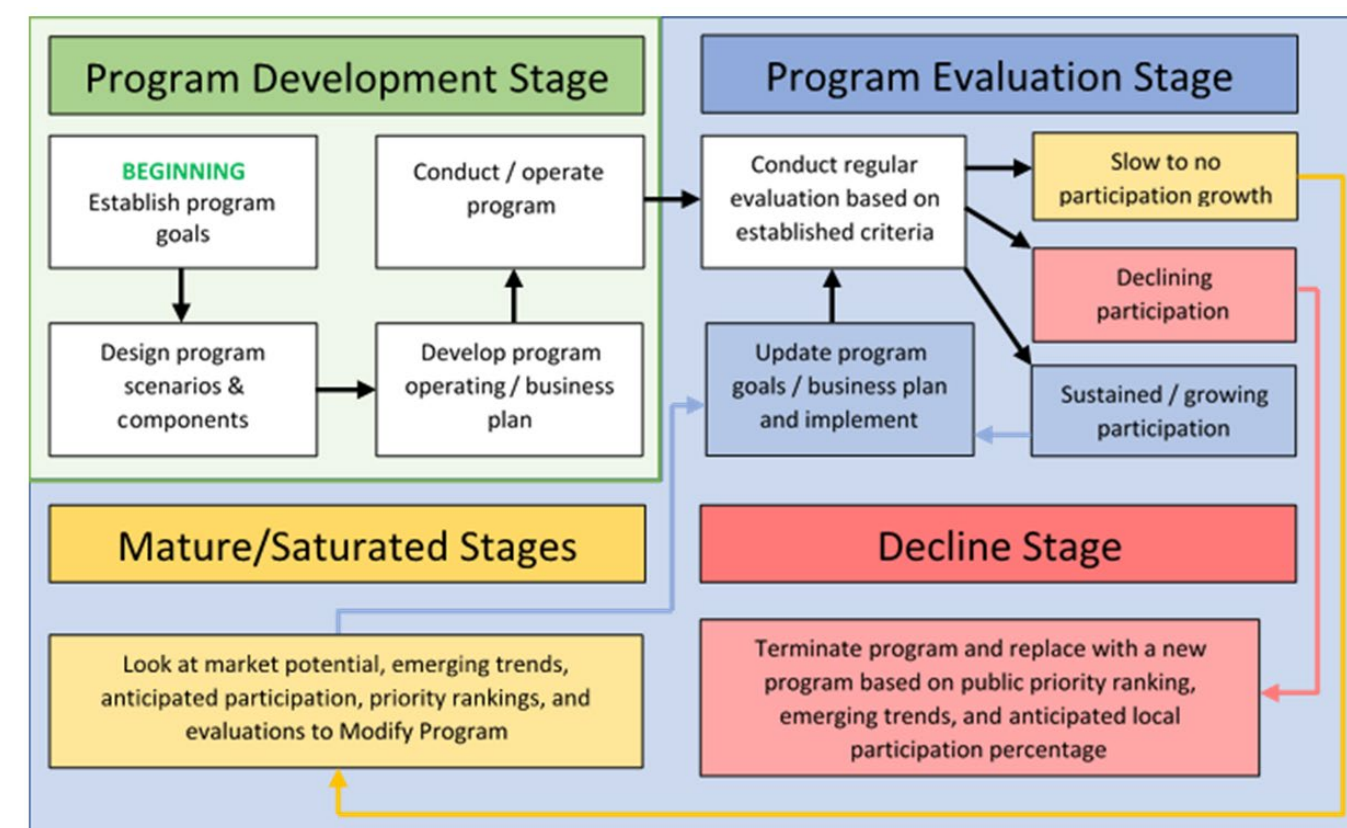 Program Development Stage
BEGINNING
Establish program
goals
Design program
scenarios &
components
Develop program
operating / business
plan
Conduct / operate
program
Program Evaluation Stage
Conduct regular
evaluation based on
established criteria
Slow to no
participation growth
Declining
participation
Sustained / growing
participation
Update program
goals / business plan
and implement
Mature/Saturated Stages
Look at market potential, emerging trends,
anticipated participation, priority rankings, and
evaluations to Modify Program
Decline Stage
Terminate program and replace with a new
program based on public priority ranking,
emerging trends, and anticipated local
participation percentage